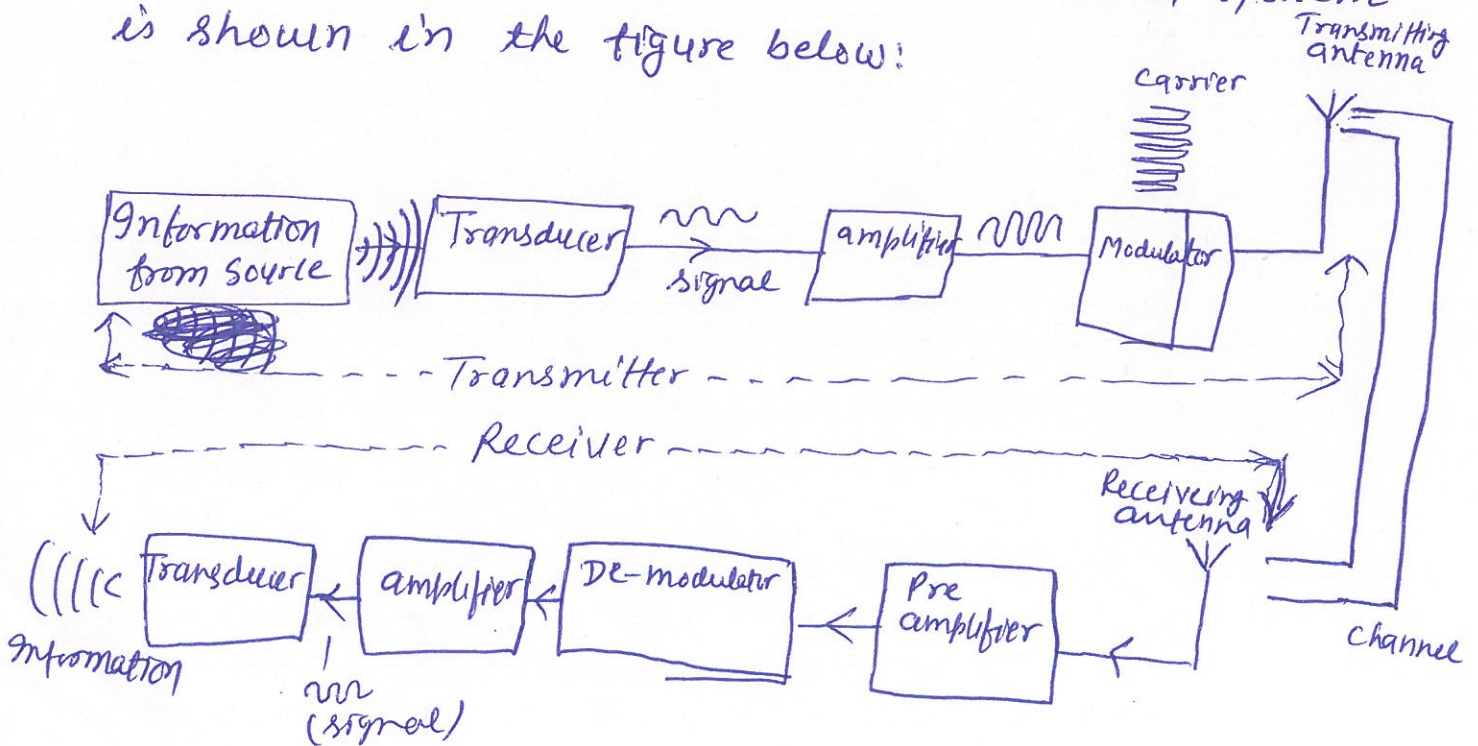 is shown in the figure below:
Transmitting
antenna
Carrier
Information
from Source
Transducer
signal
amplifier
Modulator
Transmitter
Receiver
Receivering
antenna
Transducer
amplifier
De-modulator
Pre
amplifier
Channel
Information
(signal)